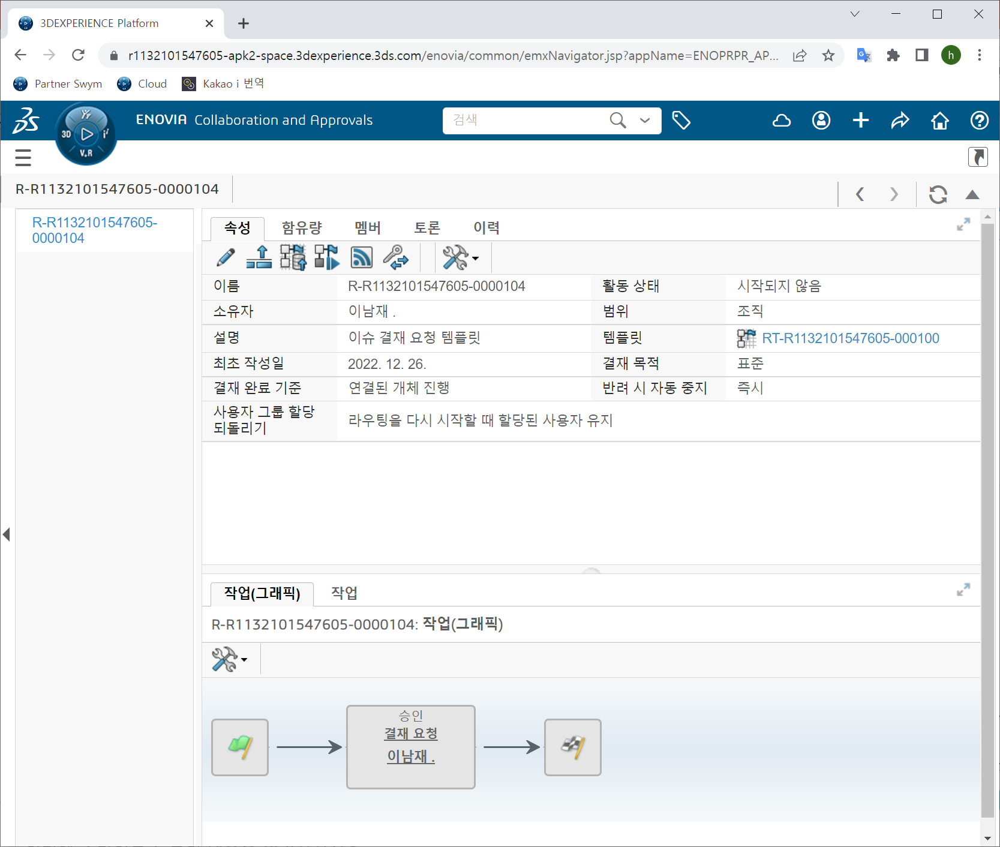 3DEXPERIENCE Platform
r1132101547605-apk2-space.3dexperience.3ds.com/enovia/common/emxNavigator.jsp?appName=ENOPRPR_AP...
h
Partner Swym
Cloud
Kakao i 번역
3D
V.R
ENOVIA Collaboration and Approvals
검색
R-R1132101547605-0000104
R-R1132101547605-
0000104
속성 함유량 멤버 토론 이력
이름 R-R1132101547605-0000104 활동 상태 시작되지 않음
소유자 이남재 . 범위 조직
설명 이슈 결재 요청 템플릿 템플릿 RT-R1132101547605-000100
최초 작성일 2022. 12. 26. 결재 목적 표준
결재 완료 기준 연결된 개체 진행 반려 시 자동 중지 즉시
사용자 그룹 할당
되돌리기
라우팅을 다시 시작할 때 할당된 사용자 유지
작업(그래픽) 작업
R-R1132101547605-0000104: 작업(그래픽)
승인
결재 요청
이남재 .